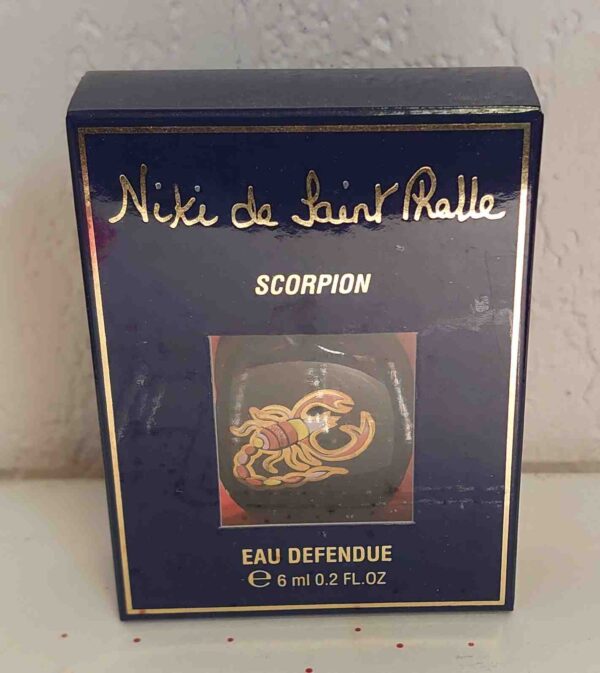 Niki de Saint Phalle
SCORPION
EAU DEFENDUE
℮ 6 ml 0.2 FL.OZ